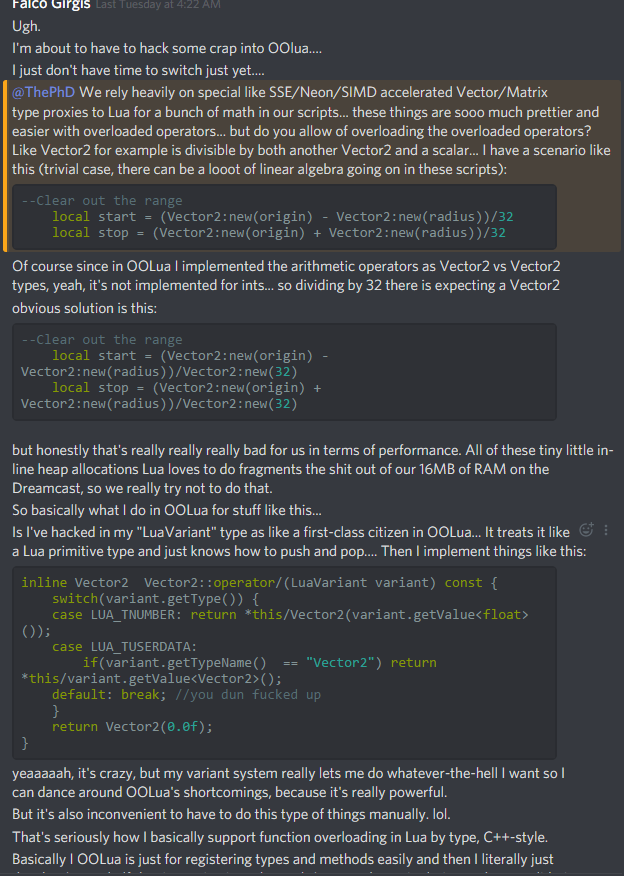 Falco Girgis Last Tuesday at 4:22 AM
Ugh.
I'm about to have to hack some crap into OOlua....
I just don't have time to switch just yet....
@ThePhD We rely heavily on special like SSE/Neon/SIMD accelerated Vector/Matrix
type proxies to Lua for a bunch of math in our scripts... these things are sooo much prettier and
easier with overloaded operators... but do you allow of overloading the overloaded operators?
Like Vector2 for example is divisible by both another Vector2 and a scalar... I have a scenario like
this (trivial case, there can be a looot of linear algebra going on in these scripts):
--Clear out the range
local start = (Vector2:new(origin) - Vector2:new(radius))/32
local stop = (Vector2:new(origin) + Vector2:new(radius))/32
Of course since in OOLua I implemented the arithmetic operators as Vector2 vs Vector2
types, yeah, it's not implemented for ints... so dividing by 32 there is expecting a Vector2
obvious solution is this:
--Clear out the range
local start = (Vector2:new(origin) -
Vector2:new(radius))/Vector2:new(32)
local stop = (Vector2:new(origin) +
Vector2:new(radius))/Vector2:new(32)
but honestly that's really really really bad for us in terms of performance. All of these tiny little in-
line heap allocations Lua loves to do fragments the shit out of our 16MB of RAM on the
Dreamcast, so we really try not to do that.
So basically what I do in OOLua for stuff like this...
Is I've hacked in my "LuaVariant" type as like a first-class citizen in OOLua... It treats it like
a Lua primitive type and just knows how to push and pop.... Then I implement things like this:
inline Vector2  Vector2::operator/(LuaVariant variant) const {
switch(variant.getType()) {
case LUA_TNUMBER: return *this/Vector2(variant.getValue<float>
());
case LUA_TUSERDATA:
if(variant.getTypeName()  == "Vector2") return
*this/variant.getValue<Vector2>();
default: break; //you dun fucked up
}
return Vector2(0.0f);
}
yeaaaaah, it's crazy, but my variant system really lets me do whatever-the-hell I want so I
can dance around OOLua's shortcomings, because it's really powerful.
But it's also inconvenient to have to do this type of things manually. lol.
That's seriously how I basically support function overloading in Lua by type, C++-style.
Basically I OOLua is just for registering types and methods easily and then I literally just